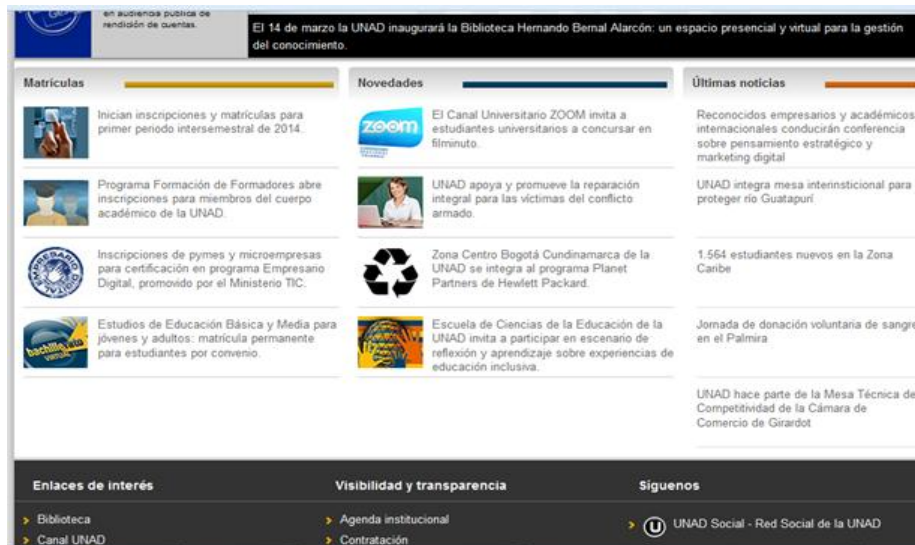 en audiencia pública de
rendición de cuentas.
El 14 de marzo la UNAD inaugurará la Biblioteca Hernando Bernal Alarcón: un espacio presencial y virtual para la gestión
del conocimiento.
Matrículas
Inician inscripciones y matrículas para
primer periodo intersemestral de 2014.
Programa Formación de Formadores abre
inscripciones para miembros del cuerpo
académico de la UNAD.
EMPRESARIO
DIGITAL
Inscripciones de pymes y microempresas
para certificación en programa Empresario
Digital, promovido por el Ministerio TIC.
bachillerato
VIRTUAL
Estudios de Educación Básica y Media para
jóvenes y adultos: matrícula permanente
para estudiantes por convenio.
Novedades
zoom
El Canal Universitario ZOOM invita a
estudiantes universitarios a concursar en
filminuto.
UNAD apoya y promueve la reparación
integral para las víctimas del conflicto
armado.
Zona Centro Bogotá Cundinamarca de la
UNAD se integra al programa Planet
Partners de Hewlett Packard.
Escuela de Ciencias de la Educación de la
UNAD invita a participar en escenario de
reflexión y aprendizaje sobre experiencias de
educación inclusiva.
Últimas noticias
Reconocidos empresarios y académicos
internacionales conducirán conferencia
sobre pensamiento estratégico y
marketing digital
UNAD integra mesa interinsticional para
proteger río Guatapurí
1.564 estudiantes nuevos en la Zona
Caribe
Jornada de donación voluntaria de sangre
en el Palmira
UNAD hace parte de la Mesa Técnica de
Competitividad de la Cámara de
Comercio de Girardot
Enlaces de interés
Biblioteca
Canal UNAD
Visibilidad y transparencia
Agenda institucional
Contratación
Síguenos
U UNAD Social - Red Social de la UNAD